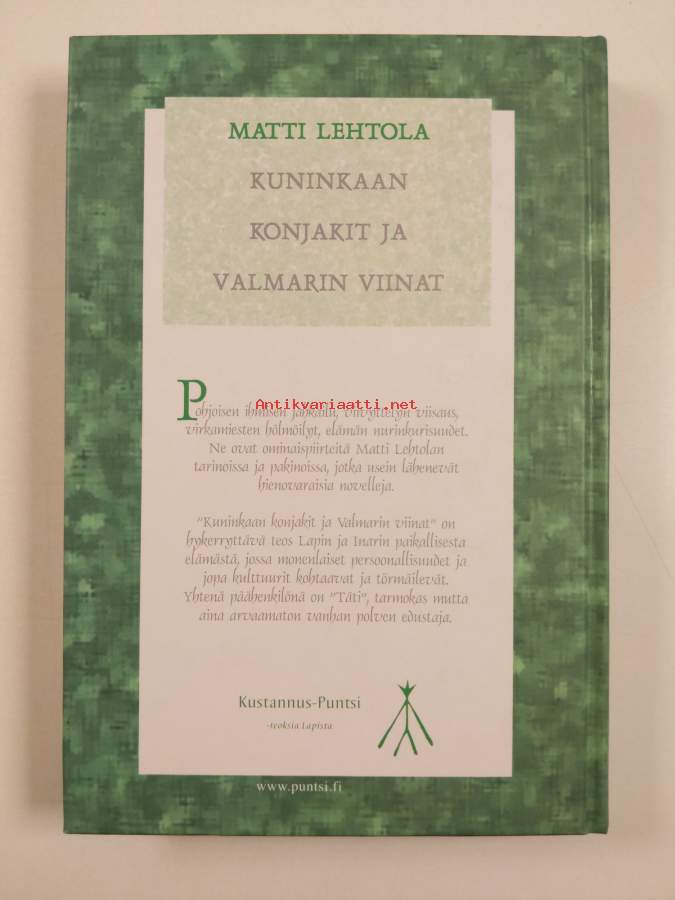 MATTI LEHTOLA
KUNINKAAN
KONJAKIT JA
VALMARIN VIINAT
Antikvariaatti.net
Pohjoisen ihmisen jahkailu, viivyttelyn viisaus,
virkamiesten hölmöilyt, elämän nurinkurisuudet.
Ne ovat ominaispiirteitä Matti Lehtolan
tarinoissa ja pakinoissa, jotka usein lähenevät
hienovaraisia novelleja.
"Kuninkaan konjakit ja Valmarin viinat" on
hykerryttävä teos Lapin ja Inarin paikallisesta
elämästä, jossa monenlaiset persoonallisuudet ja
jopa kulttuurit kohtaavat ja törmäilevät.
Yhtenä päähenkilönä on "Täti", tarmokas mutta
aina arvaamaton vanhan polven edustaja.
Kustannus-Puntsi
-teoksia Lapista
www.puntsi.fi